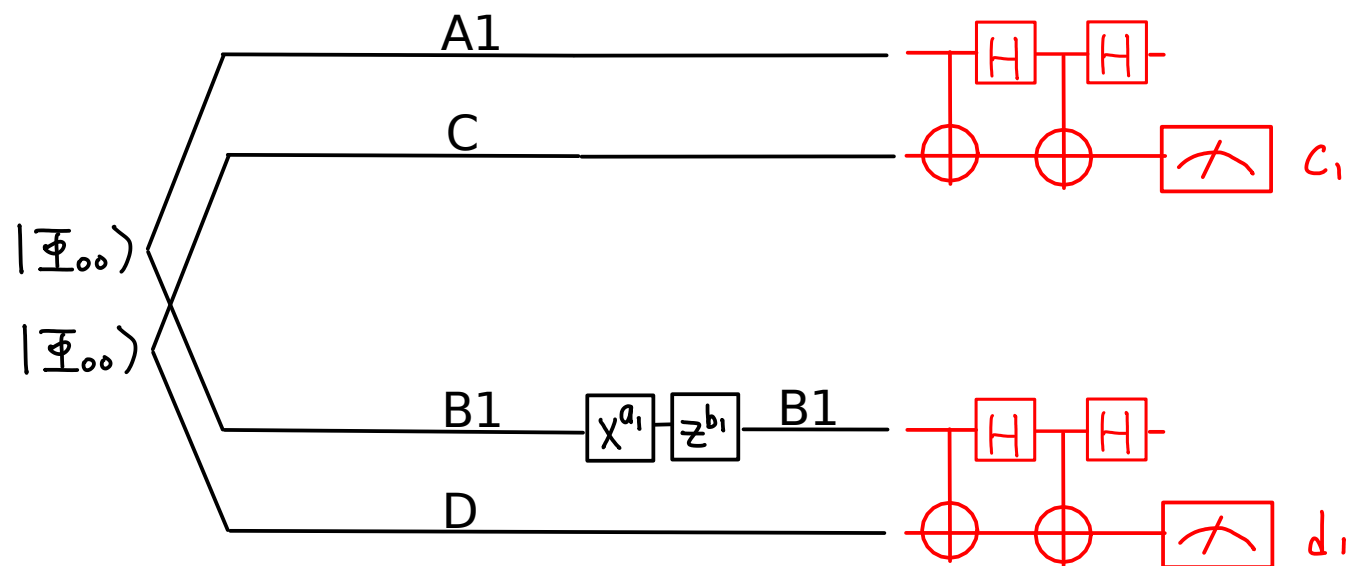 A1
H H
C
c₁
|Φ₀₀⟩
|Φ₀₀⟩
B1 X^a₁ Z^b₁ B1
H H
D
d₁